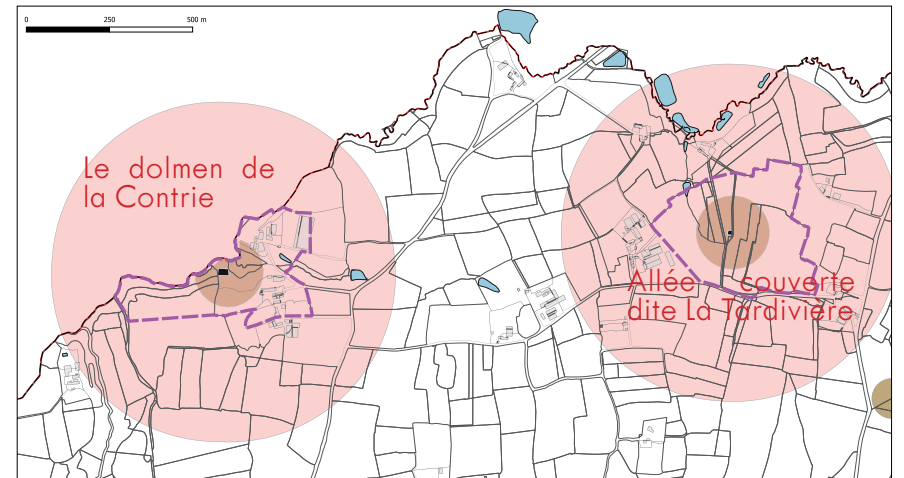 0 250 500 m
Le dolmen de
la Contrie
Allée couverte
dite La Tardivière